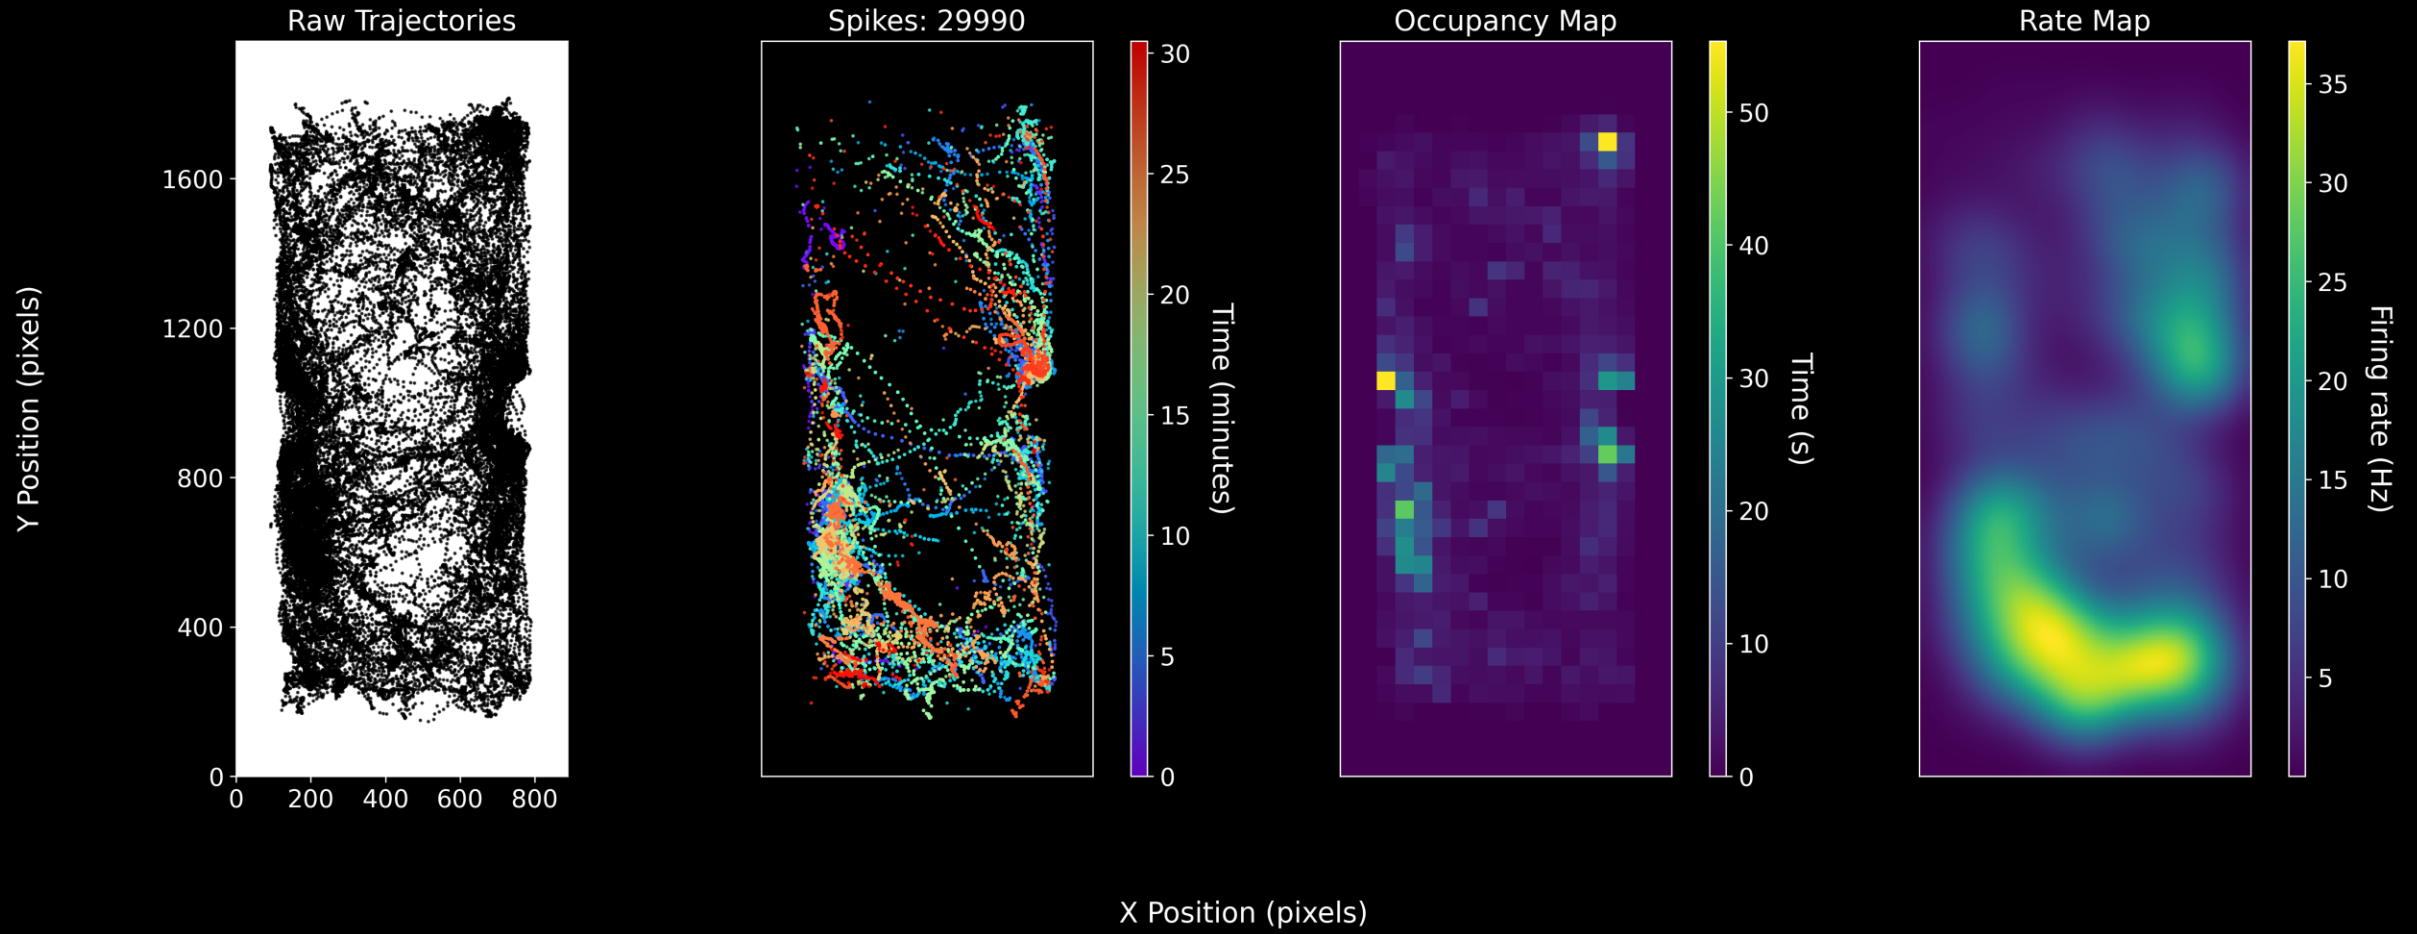 Raw Trajectories
Spikes: 29990
Occupancy Map
Rate Map
Y Position (pixels)
1600
1200
800
400
0
0 200 400 600 800
30
25
20
15
10
5
0
Time (minutes)
50
40
30
20
10
0
Time (s)
35
30
25
20
15
10
5
Firing rate (Hz)
X Position (pixels)